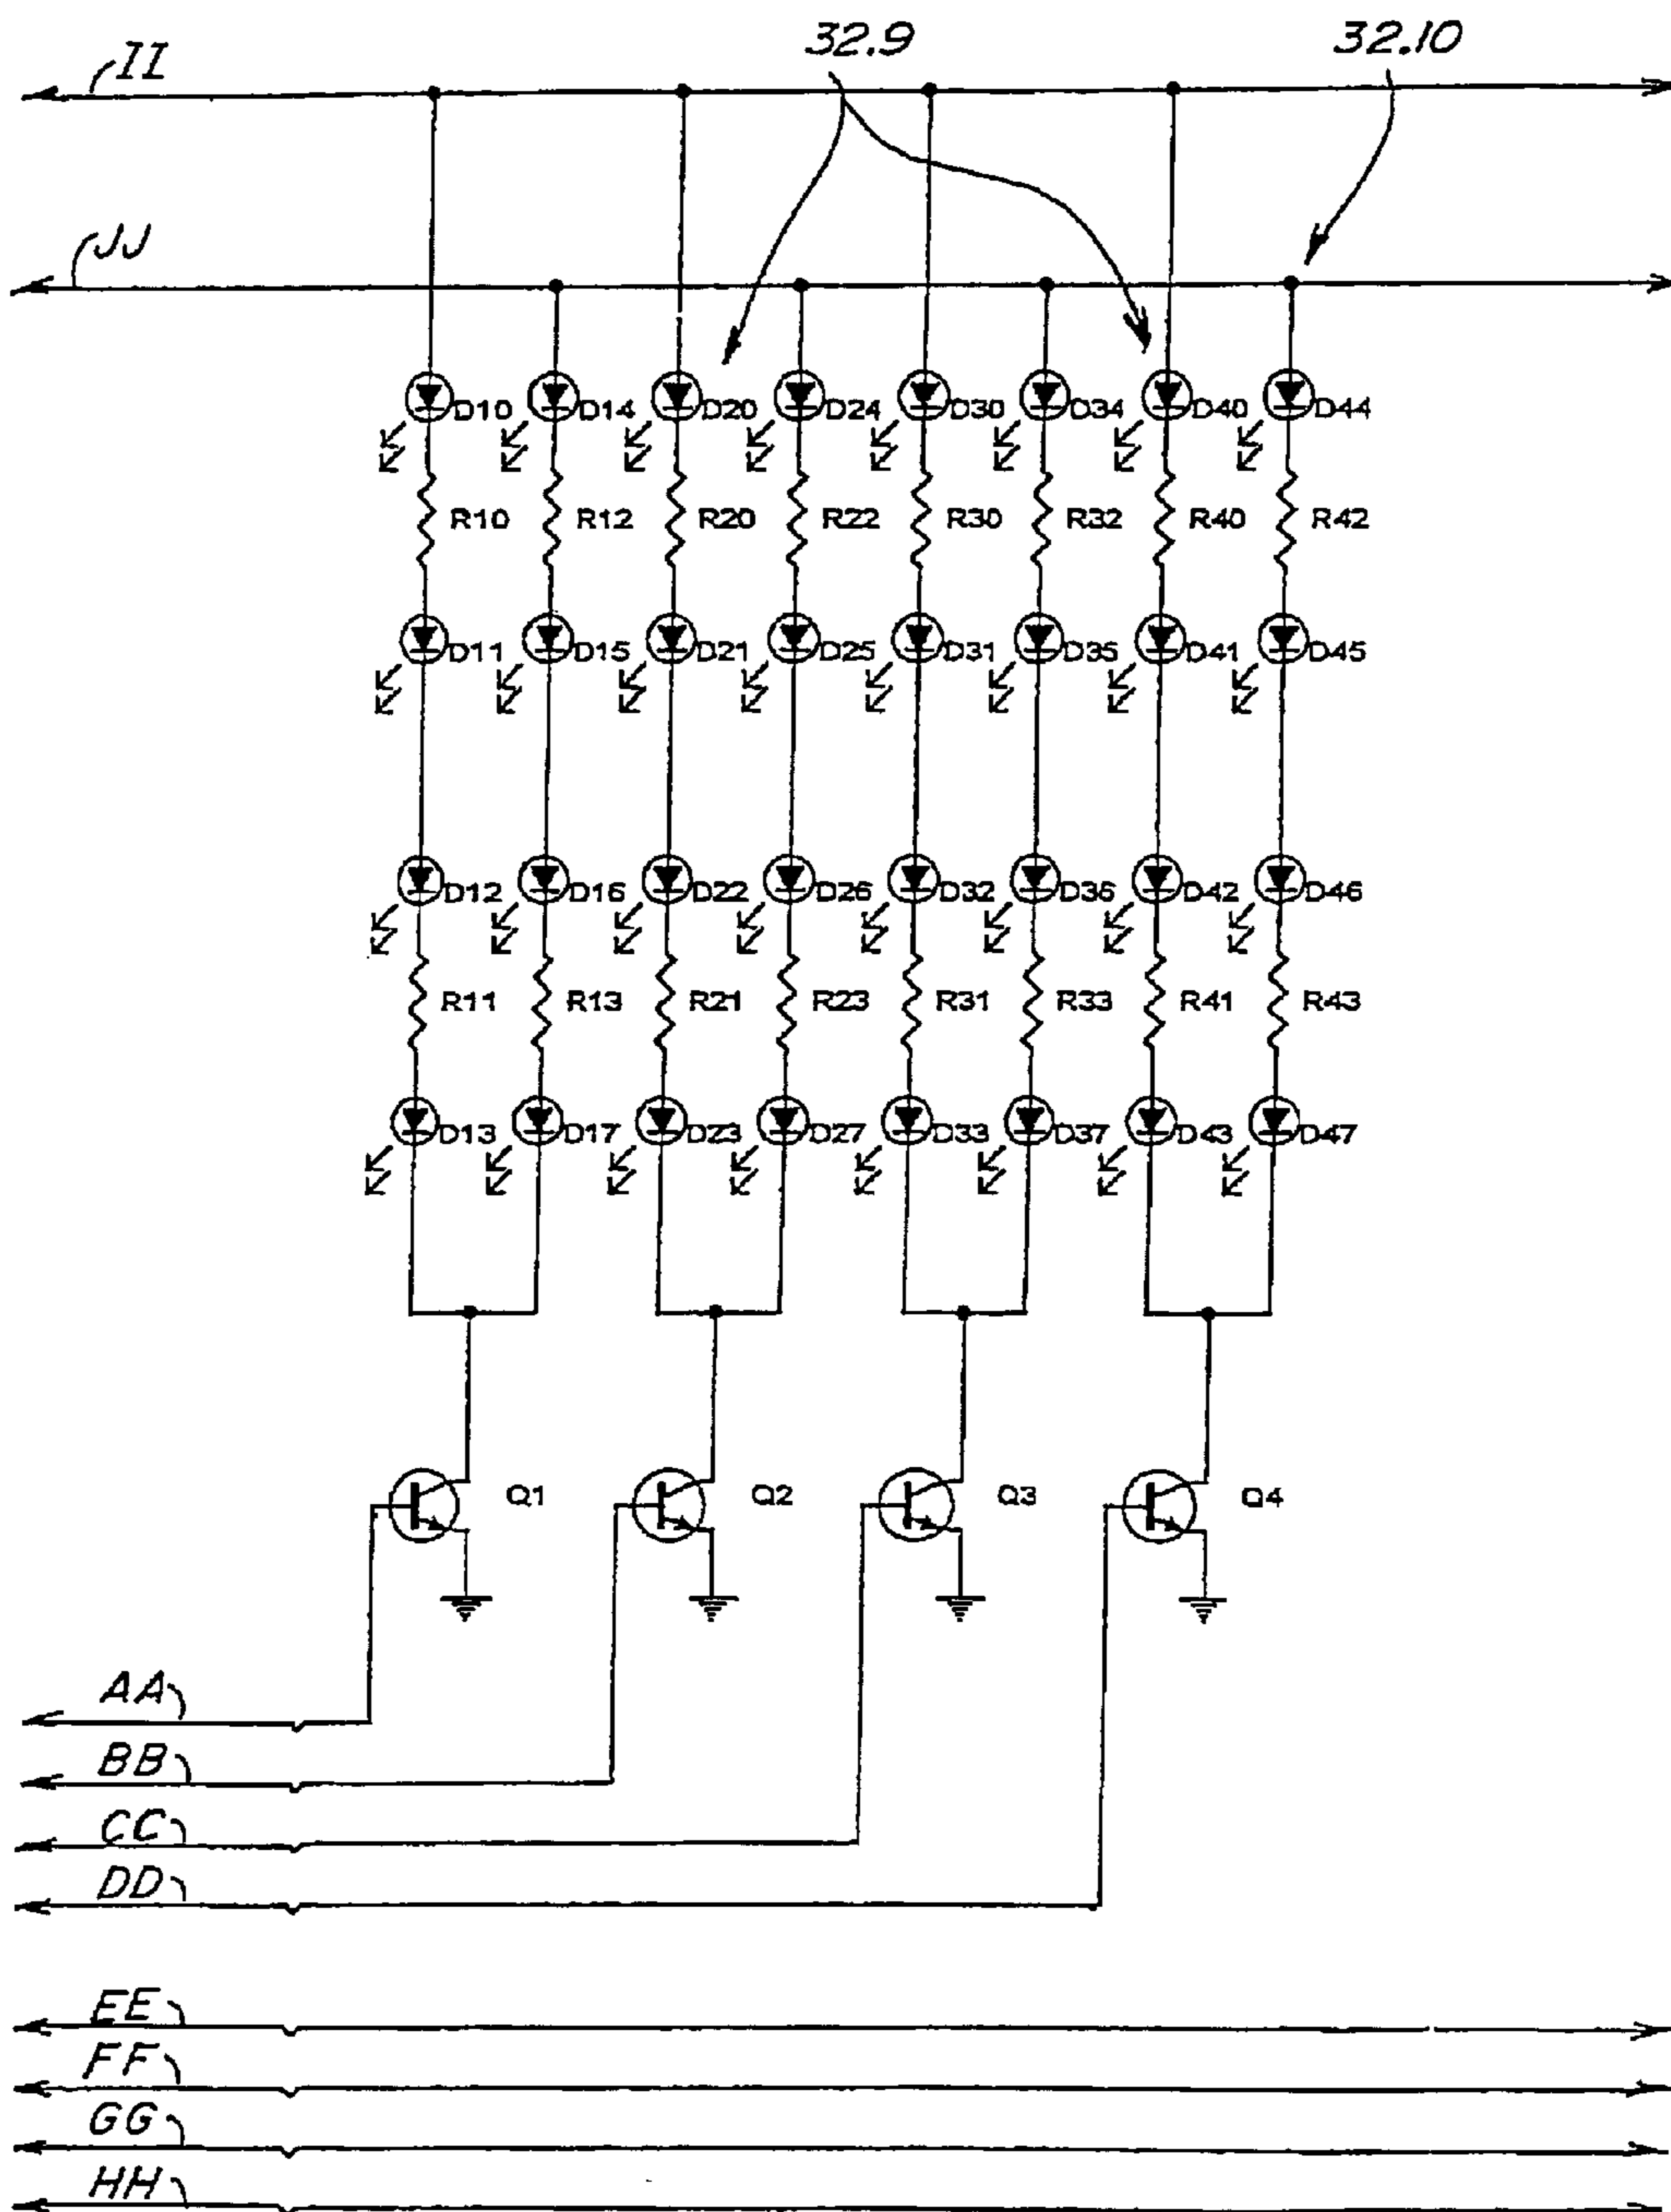 32.9 32.10
II
JJ
D10 D14 D20 D24 D30 D34 D40 D44
R10 R12 R20 R22 R30 R32 R40 R42
D11 D15 D21 D25 D31 D35 D41 D45
D12 D16 D22 D26 D32 D36 D42 D46
R11 R13 R21 R23 R31 R33 R41 R43
D13 D17 D23 D27 D33 D37 D43 D47
Q1 Q2 Q3 Q4
AA
BB
CC
DD
EE
FF
GG
HH